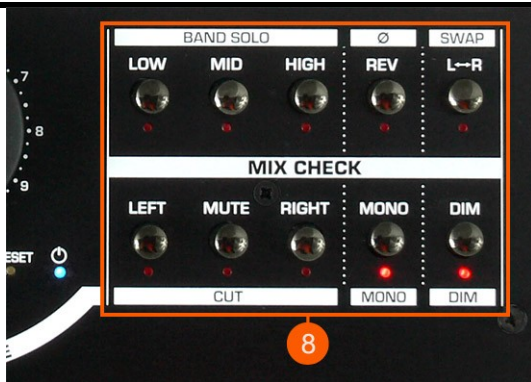 BAND SOLO Ø SWAP
LOW MID HIGH REV L↔R
7
8
9
MIX CHECK
LEFT MUTE RIGHT MONO DIM
ESET
CUT MONO DIM
E
8